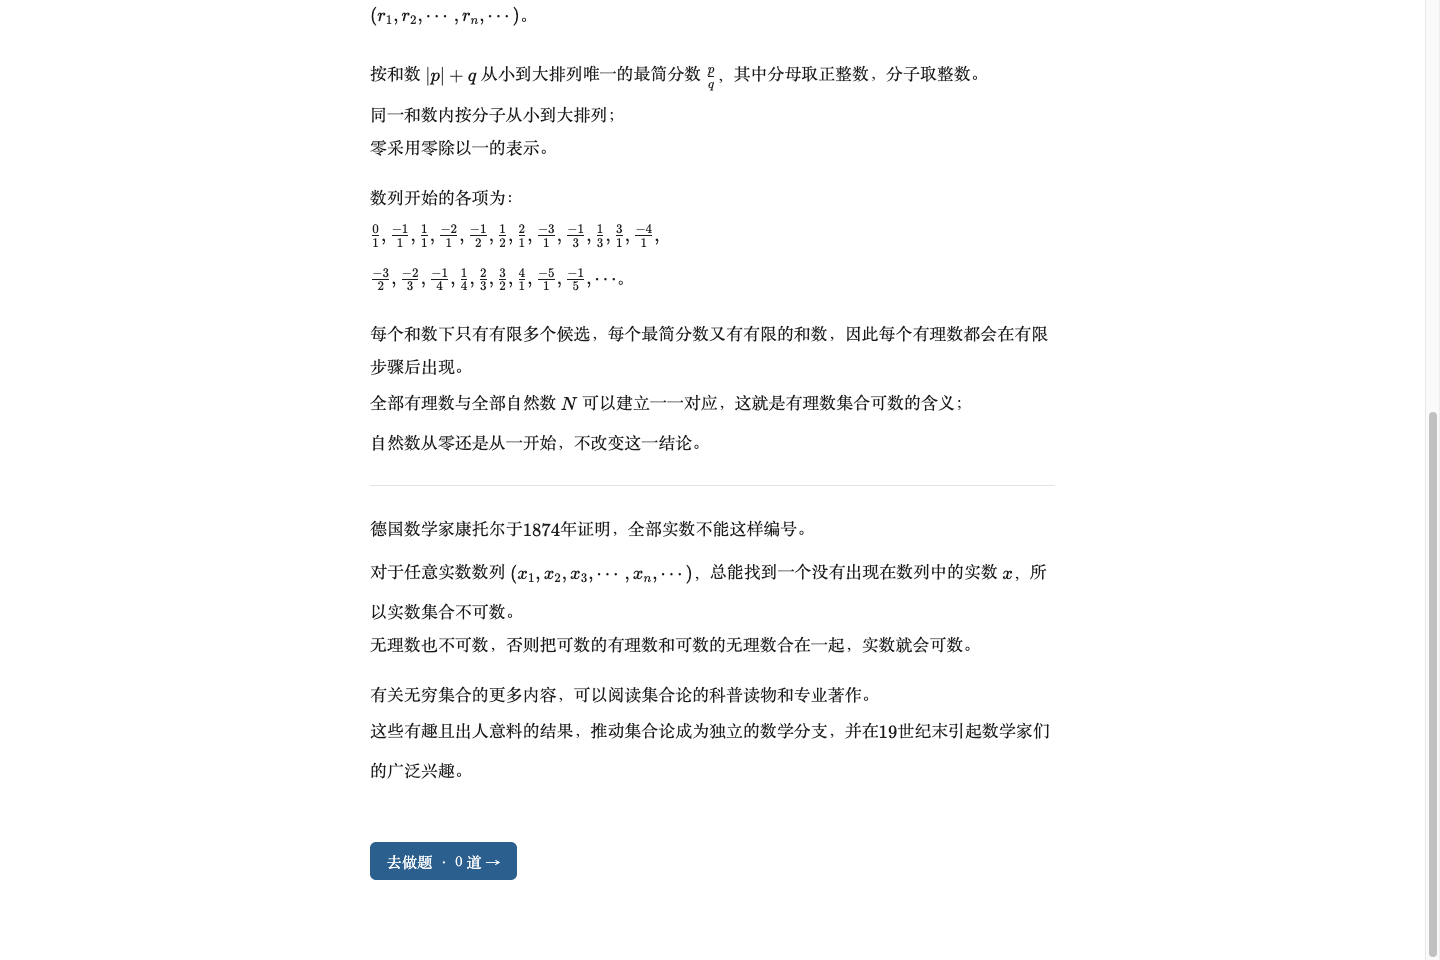 (r₁, r₂, ⋯ , rₙ, ⋯)。
按和数 |p| + q 从小到大排列唯一的最简分数 p/q，其中分母取正整数，分子取整数。
同一和数内按分子从小到大排列；
零采用零除以一的表示。
数列开始的各项为：
0/1, −1/1, 1/1, −2/1, −1/2, 1/2, 2/1, −3/1, −1/3, 1/3, 3/1, −4/1,
−3/2, −2/3, −1/4, 1/4, 2/3, 3/2, 4/1, −5/1, −1/5, ⋯。
每个和数下只有有限多个候选，每个最简分数又有有限的和数，因此每个有理数都会在有限
步骤后出现。
全部有理数与全部自然数 N 可以建立一一对应，这就是有理数集合可数的含义；
自然数从零还是从一开始，不改变这一结论。
德国数学家康托尔于1874年证明，全部实数不能这样编号。
对于任意实数数列 (x₁, x₂, x₃, ⋯ , xₙ, ⋯)，总能找到一个没有出现在数列中的实数 x，所
以实数集合不可数。
无理数也不可数，否则把可数的有理数和可数的无理数合在一起，实数就会可数。
有关无穷集合的更多内容，可以阅读集合论的科普读物和专业著作。
这些有趣且出人意料的结果，推动集合论成为独立的数学分支，并在19世纪末引起数学家们
的广泛兴趣。
去做题 · 0 道 →